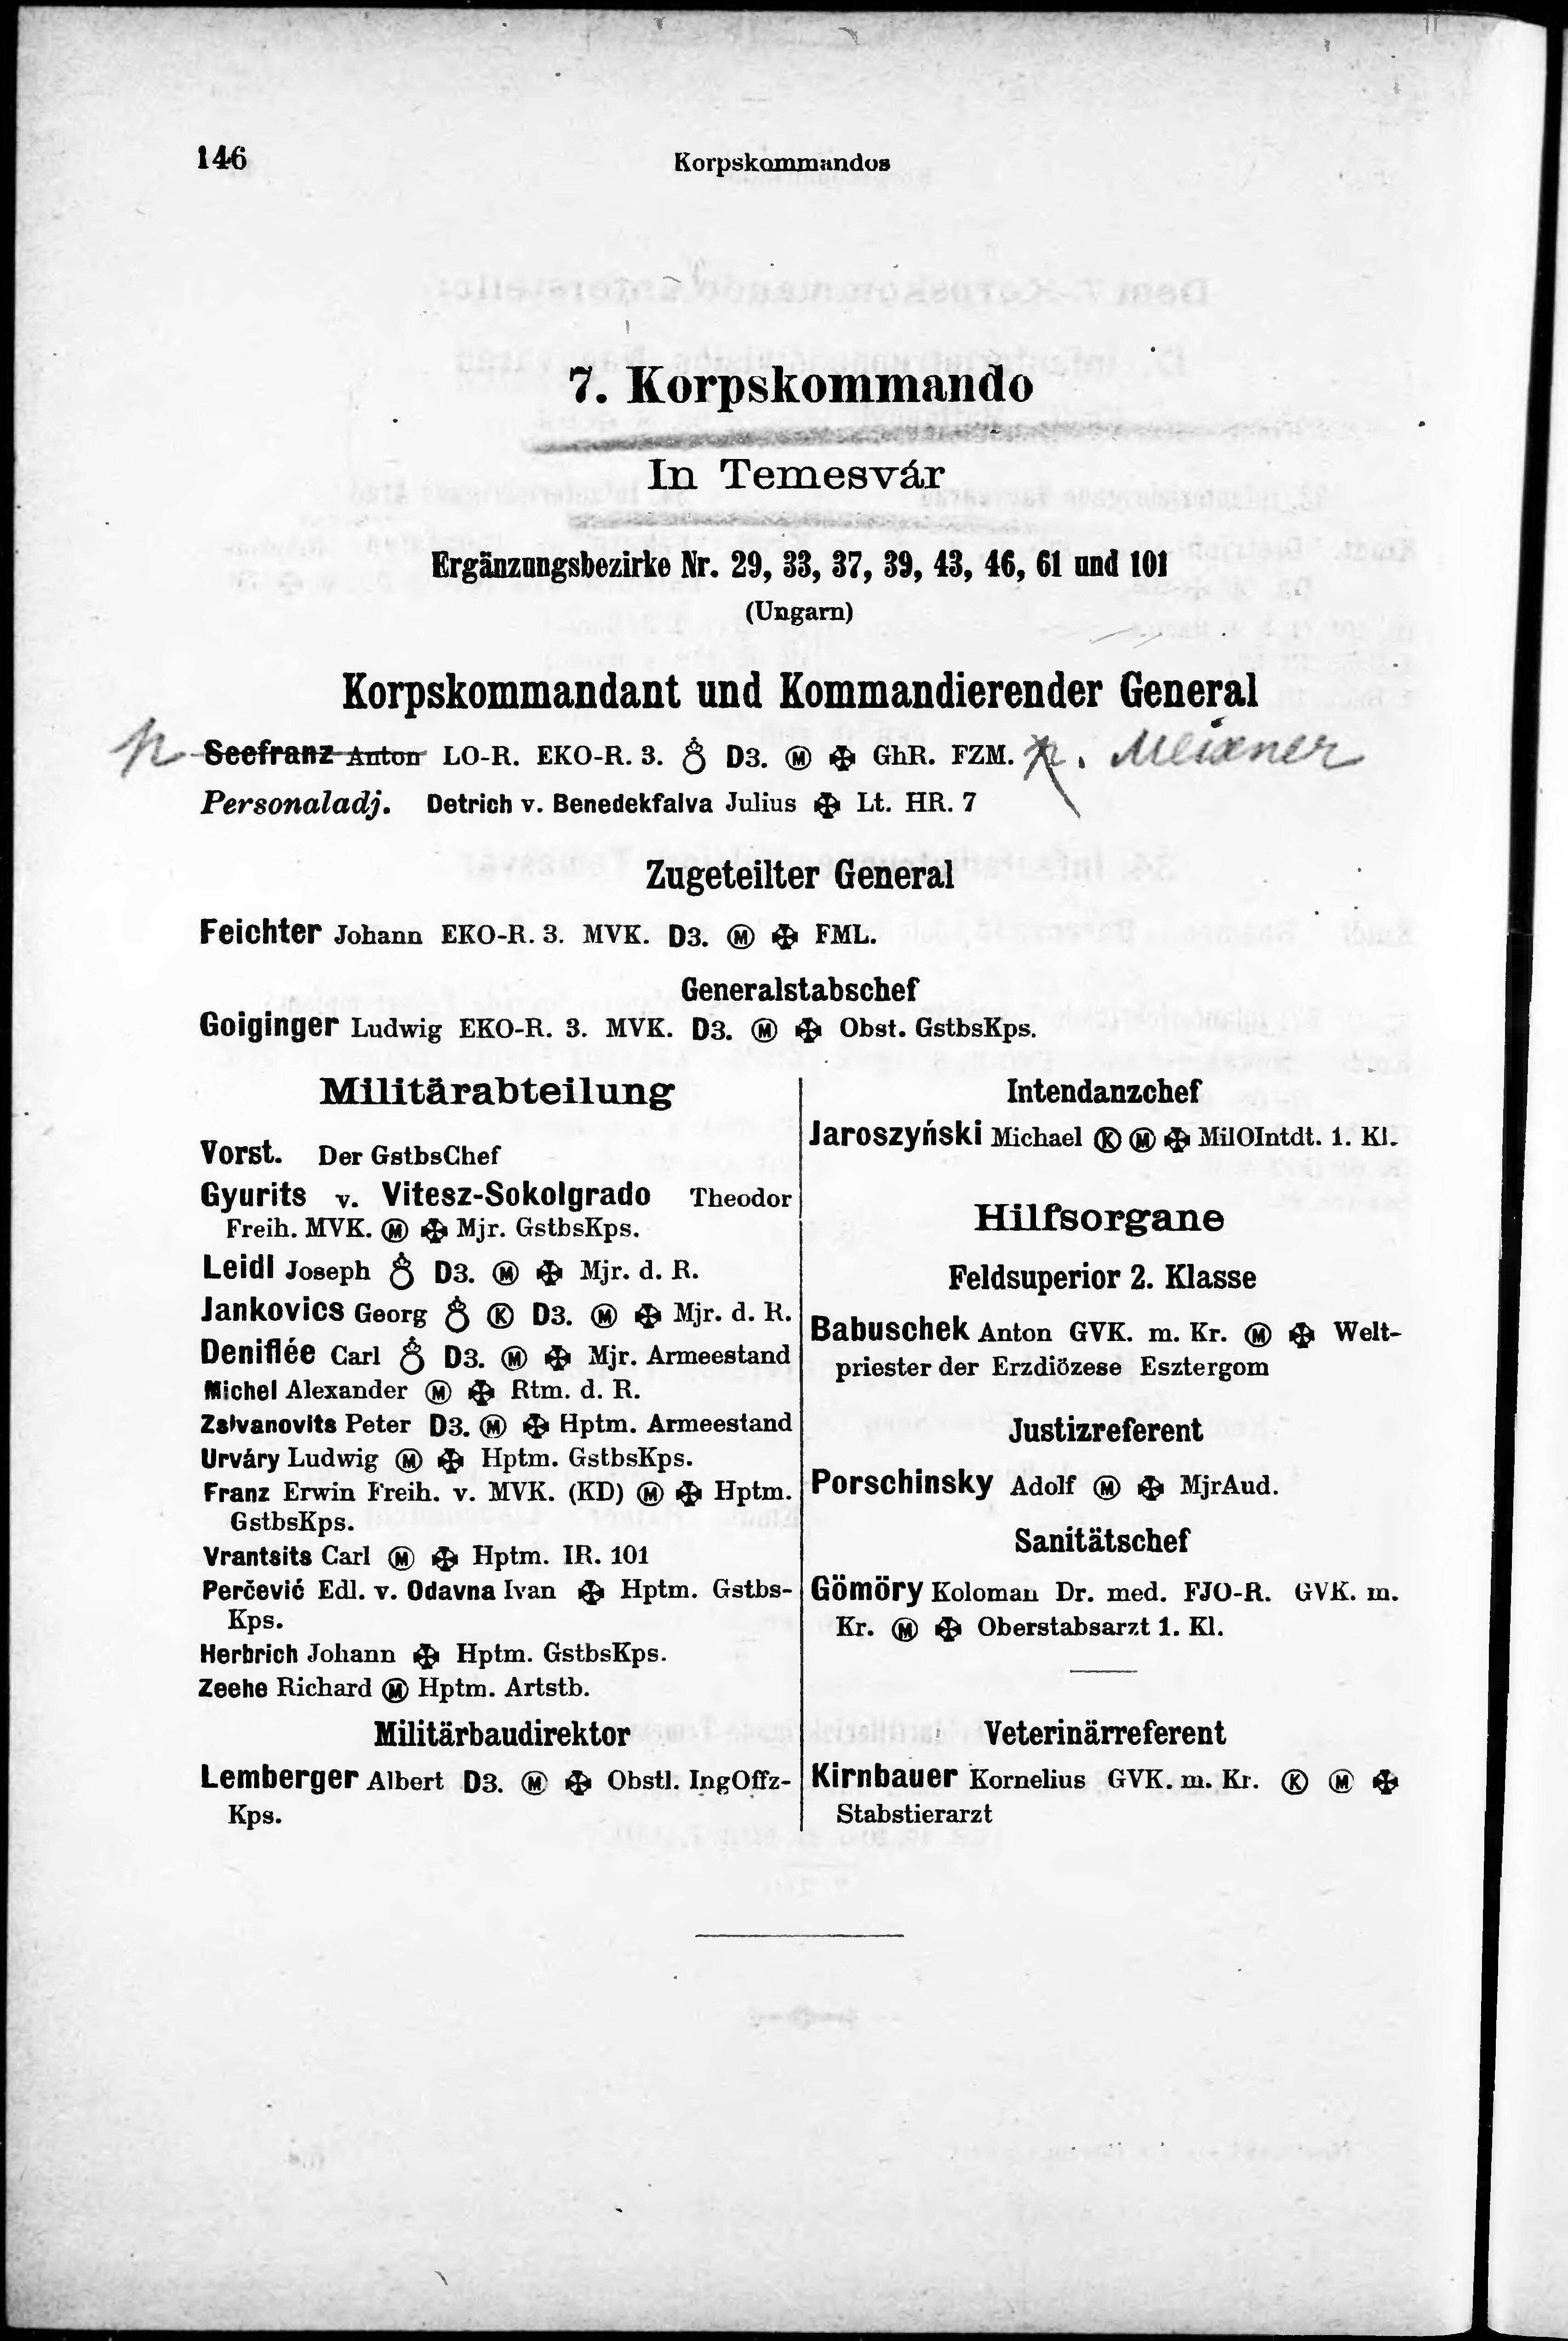 146
Korpskommandos
7. Korpskommando
In Temesvár
Ergänzungsbezirke Nr. 29, 33, 37, 39, 43, 46, 61 und 101
(Ungarn)
Korpskommandant und Kommandierender General
Seefranz Anton LO-R. EKO-R. 3. D3. Ⓜ ✠ GhR. FZM. Meixner
Personaladj. Detrich v. Benedekfalva Julius ✠ Lt. HR. 7
Zugeteilter General
Feichter Johann EKO-R. 3. MVK. D3. Ⓜ ✠ FML.
Generalstabschef
Goiginger Ludwig EKO-R. 3. MVK. D3. Ⓜ ✠ Obst. GstbsKps.
Militärabteilung
Vorst. Der GstbsChef
Gyurits v. Vitesz-Sokolgrado Theodor
Freih. MVK. Ⓜ ✠ Mjr. GstbsKps.
Leidl Joseph D3. Ⓜ ✠ Mjr. d. R.
Jankovics Georg Ⓚ D3. Ⓜ ✠ Mjr. d. R.
Deniflée Carl D3. Ⓜ ✠ Mjr. Armeestand
Michel Alexander Ⓜ ✠ Rtm. d. R.
Zsivanovits Peter D3. Ⓜ ✠ Hptm. Armeestand
Urváry Ludwig Ⓜ ✠ Hptm. GstbsKps.
Franz Erwin Freih. v. MVK. (KD) Ⓜ ✠ Hptm.
GstbsKps.
Vrantsits Carl Ⓜ ✠ Hptm. IR. 101
Perčević Edl. v. Odavna Ivan ✠ Hptm. Gstbs-
Kps.
Herbrich Johann ✠ Hptm. GstbsKps.
Zeehe Richard Ⓜ Hptm. Artstb.
Militärbaudirektor
Lemberger Albert D3. Ⓜ ✠ Obstl. IngOffz-
Kps.
Intendanzchef
Jaroszyński Michael Ⓚ Ⓜ ✠ MilOIntdt. 1. Kl.
Hilfsorgane
Feldsuperior 2. Klasse
Babuschek Anton GVK. m. Kr. Ⓜ ✠ Welt-
priester der Erzdiözese Esztergom
Justizreferent
Porschinsky Adolf Ⓜ ✠ MjrAud.
Sanitätschef
Gömöry Koloman Dr. med. FJO-R. GVK. m.
Kr. Ⓜ ✠ Oberstabsarzt 1. Kl.
Veterinärreferent
Kirnbauer Kornelius GVK. m. Kr. Ⓚ Ⓜ ✠
Stabstierarzt